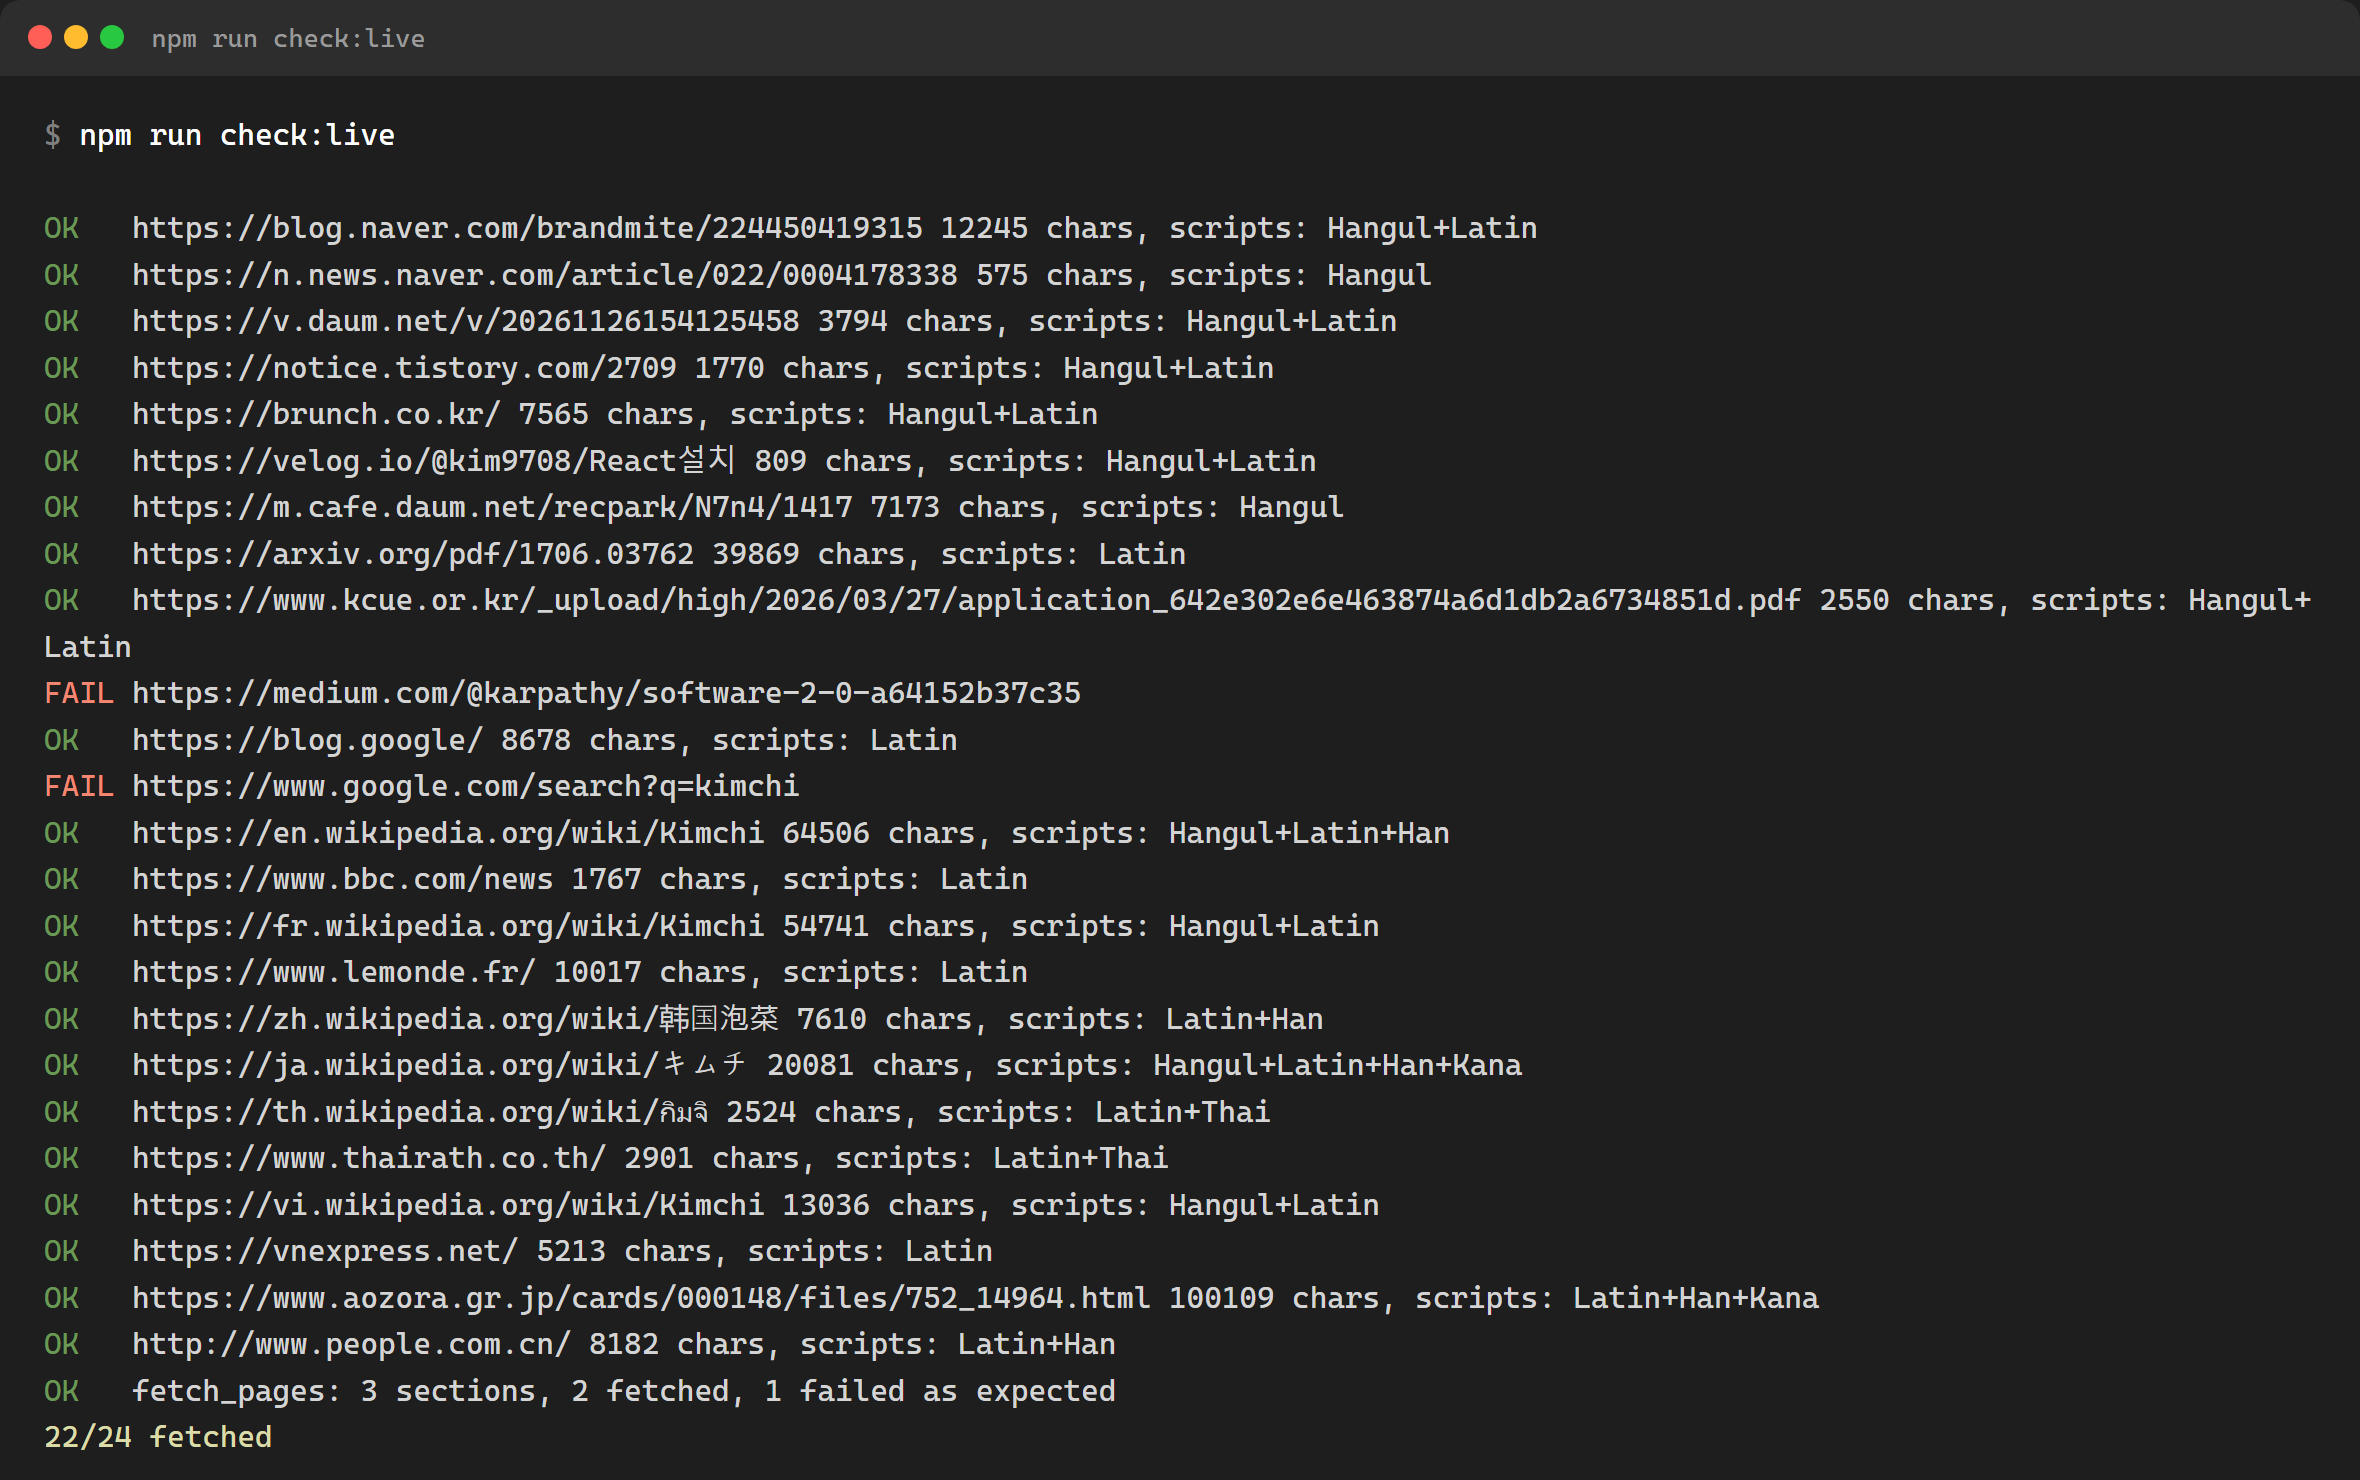 npm run check:live
$ npm run check:live
OK   https://blog.naver.com/brandmite/224450419315 12245 chars, scripts: Hangul+Latin
OK   https://n.news.naver.com/article/022/0004178338 575 chars, scripts: Hangul
OK   https://v.daum.net/v/20261126154125458 3794 chars, scripts: Hangul+Latin
OK   https://notice.tistory.com/2709 1770 chars, scripts: Hangul+Latin
OK   https://brunch.co.kr/ 7565 chars, scripts: Hangul+Latin
OK   https://velog.io/@kim9708/React설치 809 chars, scripts: Hangul+Latin
OK   https://m.cafe.daum.net/recpark/N7n4/1417 7173 chars, scripts: Hangul
OK   https://arxiv.org/pdf/1706.03762 39869 chars, scripts: Latin
OK   https://www.kcue.or.kr/_upload/high/2026/03/27/application_642e302e6e463874a6d1db2a6734851d.pdf 2550 chars, scripts: Hangul+
Latin
FAIL https://medium.com/@karpathy/software-2-0-a64152b37c35
OK   https://blog.google/ 8678 chars, scripts: Latin
FAIL https://www.google.com/search?q=kimchi
OK   https://en.wikipedia.org/wiki/Kimchi 64506 chars, scripts: Hangul+Latin+Han
OK   https://www.bbc.com/news 1767 chars, scripts: Latin
OK   https://fr.wikipedia.org/wiki/Kimchi 54741 chars, scripts: Hangul+Latin
OK   https://www.lemonde.fr/ 10017 chars, scripts: Latin
OK   https://zh.wikipedia.org/wiki/韩国泡菜 7610 chars, scripts: Latin+Han
OK   https://ja.wikipedia.org/wiki/キムチ 20081 chars, scripts: Hangul+Latin+Han+Kana
OK   https://th.wikipedia.org/wiki/กิมจิ 2524 chars, scripts: Latin+Thai
OK   https://www.thairath.co.th/ 2901 chars, scripts: Latin+Thai
OK   https://vi.wikipedia.org/wiki/Kimchi 13036 chars, scripts: Hangul+Latin
OK   https://vnexpress.net/ 5213 chars, scripts: Latin
OK   https://www.aozora.gr.jp/cards/000148/files/752_14964.html 100109 chars, scripts: Latin+Han+Kana
OK   http://www.people.com.cn/ 8182 chars, scripts: Latin+Han
OK   fetch_pages: 3 sections, 2 fetched, 1 failed as expected
22/24 fetched